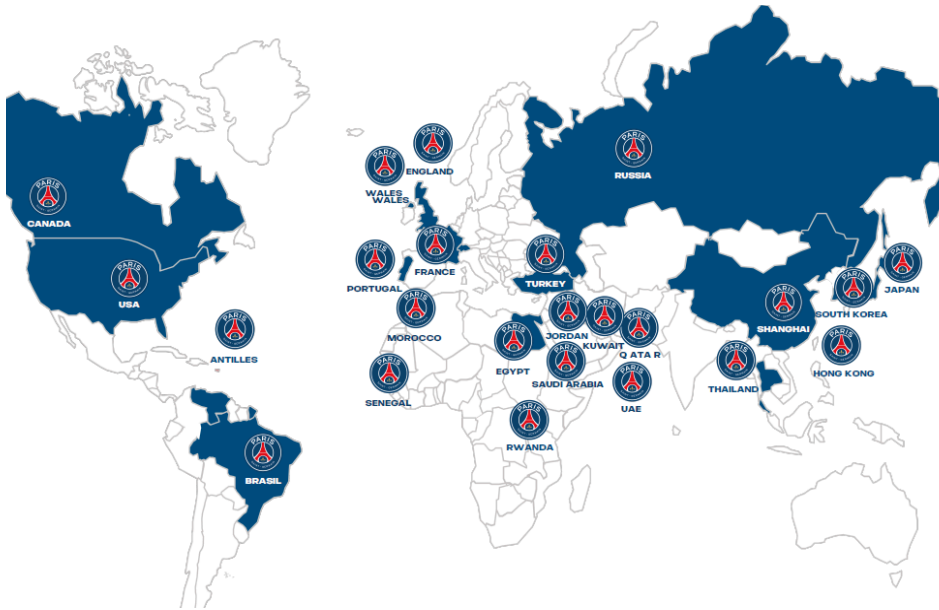 PARIS
ENGLAND
PARIS
WALES
WALES
PARIS
RUSSIA
PARIS
CANADA
PARIS
FRANCE
PARIS
PORTUGAL
PARIS
TURKEY
PARIS
JAPAN
PARIS
USA
PARIS
SOUTH KOREA
PARIS
SHANGHAI
PARIS
MOROCCO
PARIS
JORDAN
PARIS
KUWAIT
PARIS
Q ATA R
PARIS
ANTILLES
PARIS
EGYPT
PARIS
SAUDI ARABIA
PARIS
HONG KONG
PARIS
THAILAND
PARIS
SENEGAL
PARIS
UAE
PARIS
RWANDA
PARIS
BRASIL